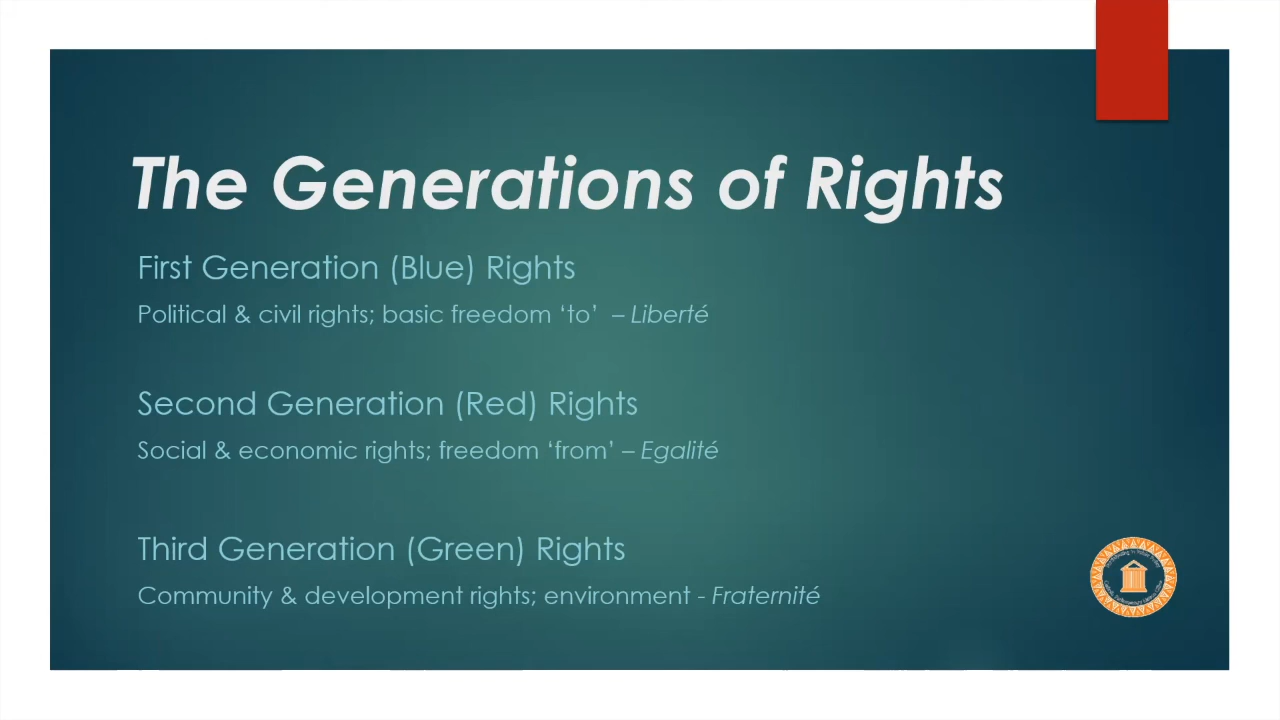 The Generations of Rights
First Generation (Blue) Rights
Political & civil rights; basic freedom ‘to’ – Liberté
Second Generation (Red) Rights
Social & economic rights; freedom ‘from’ – Egalité
Third Generation (Green) Rights
Community & development rights; environment - Fraternité